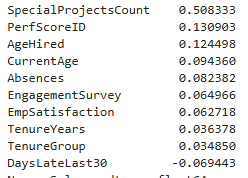 SpecialProjectsCount 0.508333
PerfScoreID 0.130903
AgeHired 0.124498
CurrentAge 0.094360
Absences 0.082382
EngagementSurvey 0.064966
EmpSatisfaction 0.062718
TenureYears 0.036378
TenureGroup 0.034850
DaysLateLast30 -0.069443